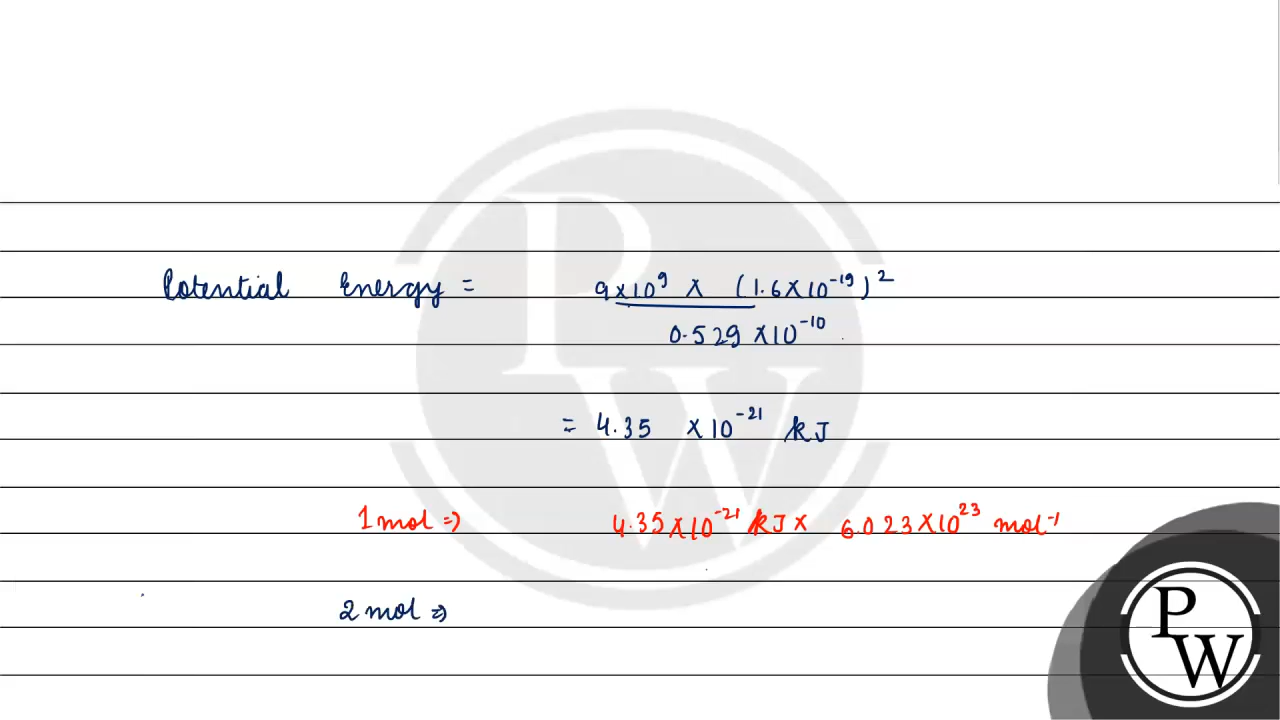 Potential Energy = 9×10⁹ × (1.6×10⁻¹⁹)²
0.529 ×10⁻¹⁰
= 4.35 ×10⁻²¹ kJ
1 mol ⇒ 4.35×10⁻²¹ kJ × 6.023×10²³ mol⁻¹
2 mol ⇒
P
W
P
W